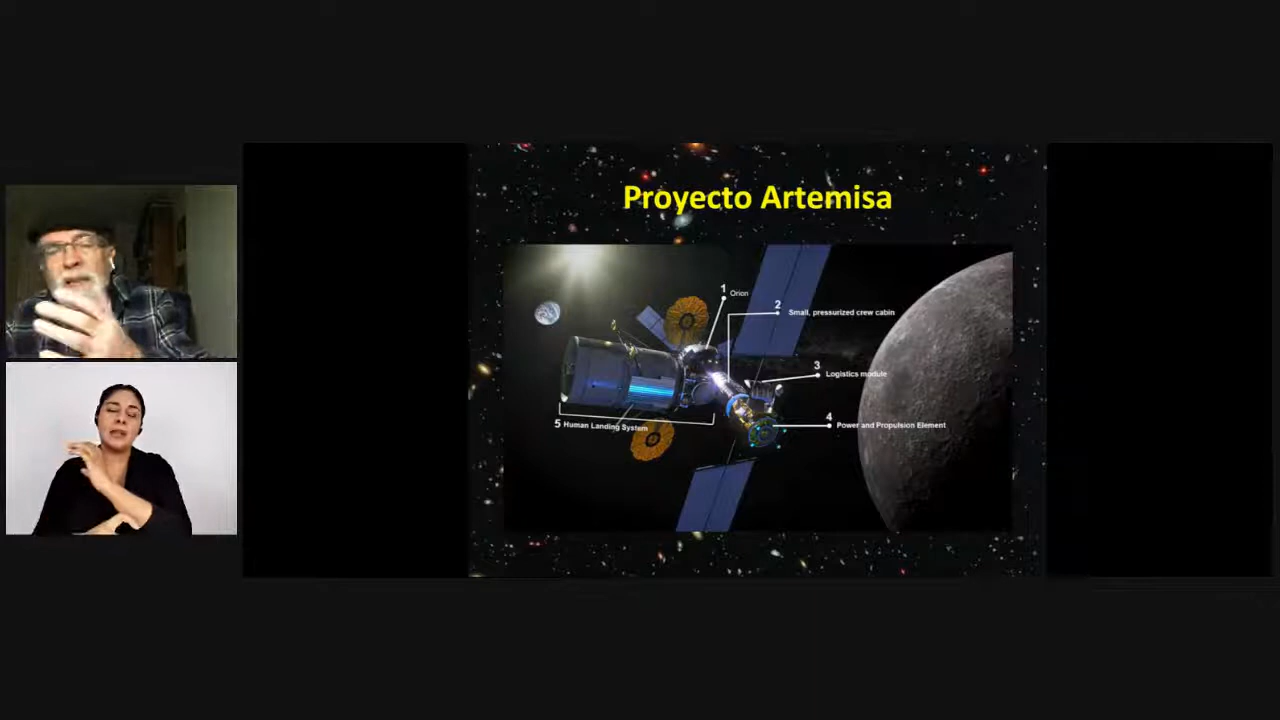 Proyecto Artemisa
1 Orion
2 Small, pressurized crew cabin
3 Logistics module
4 Power and Propulsion Element
5 Human Landing System